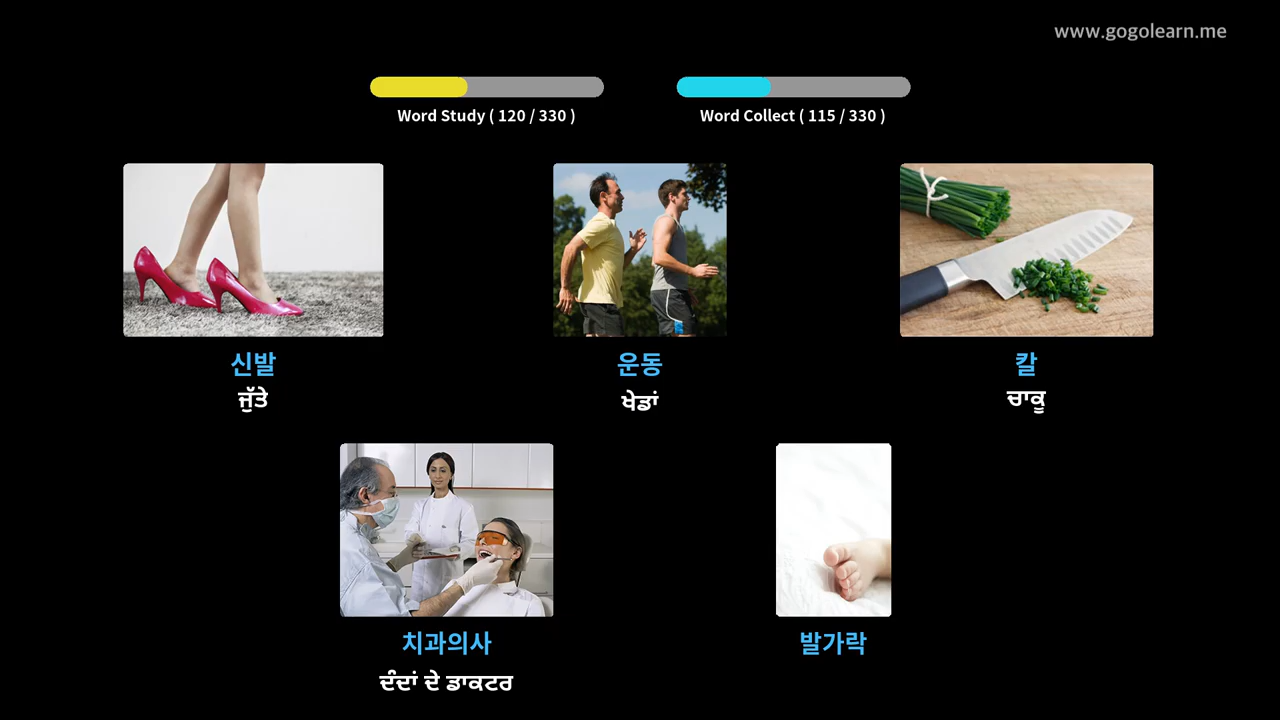 www.gogolearn.me
Word Study ( 120 / 330 )
Word Collect ( 115 / 330 )
신발
ਜੁੱਤੇ
운동
ਖੇਡਾਂ
칼
ਚਾਕੂ
치과의사
ਦੰਦਾਂ ਦੇ ਡਾਕਟਰ
발가락